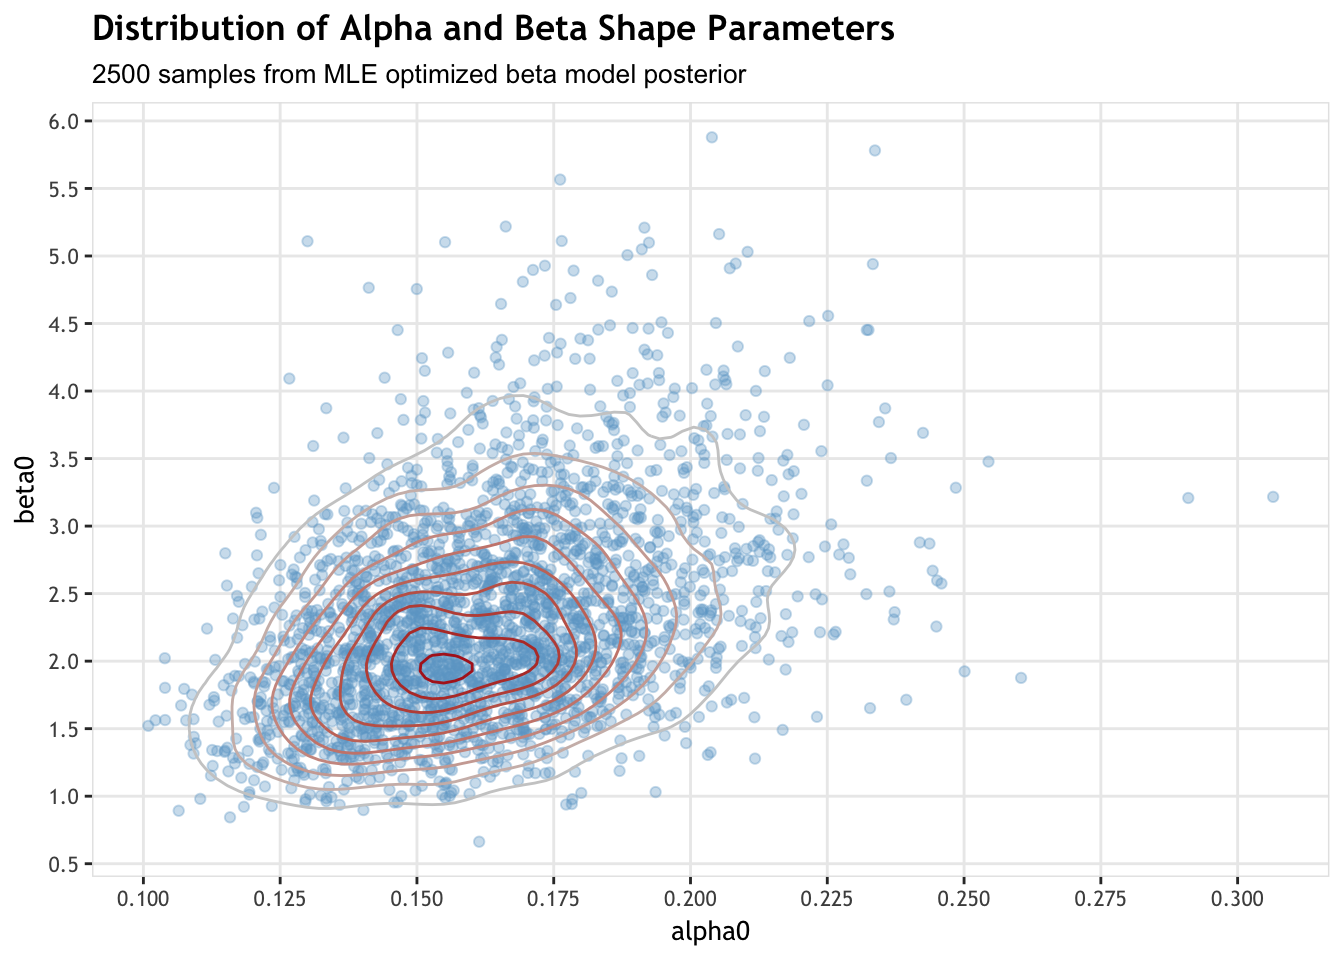 Distribution of Alpha and Beta Shape Parameters
2500 samples from MLE optimized beta model posterior
6.0
5.5
5.0
4.5
4.0
3.5
3.0
2.5
2.0
1.5
1.0
0.5
beta0
0.100 0.125 0.150 0.175 0.200 0.225 0.250 0.275 0.300
alpha0